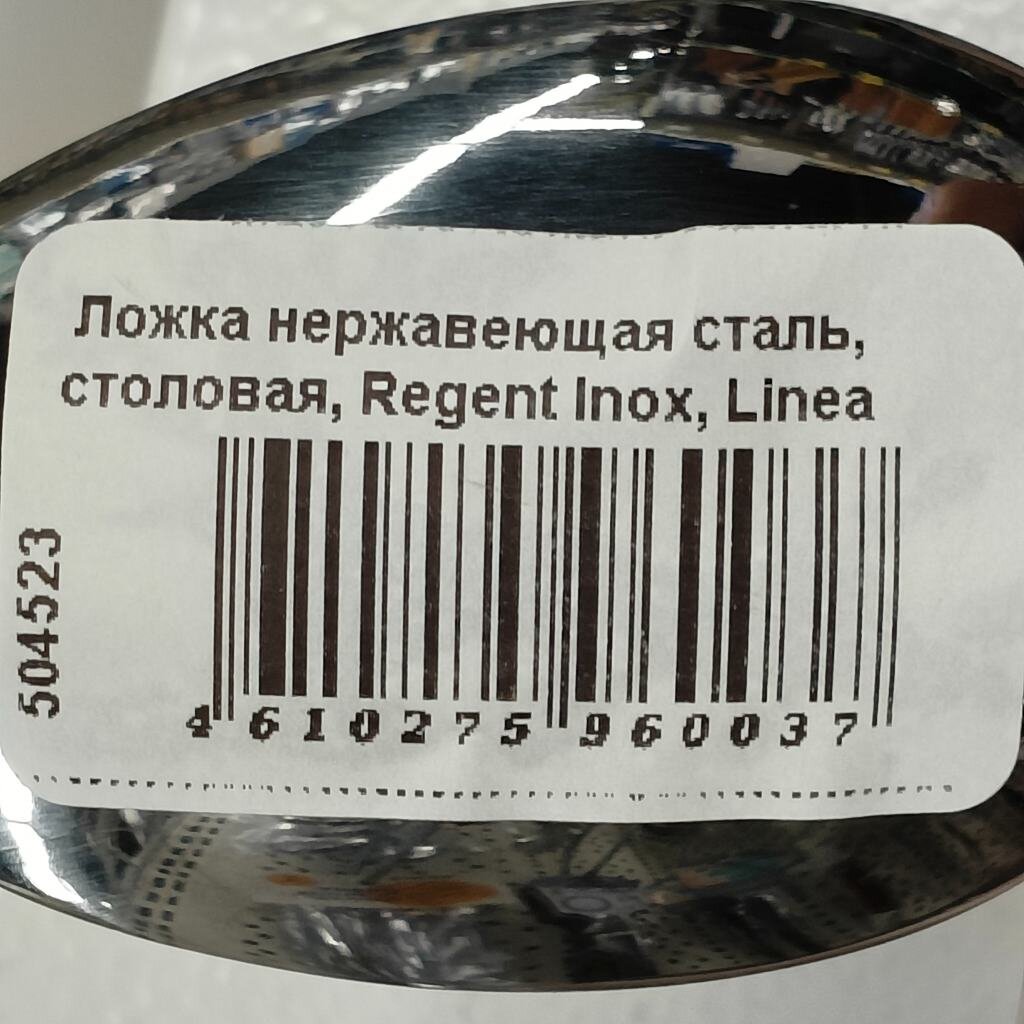 Ложка нержавеющая сталь,
столовая, Regent Inox, Linea
504523
4 610275 960037